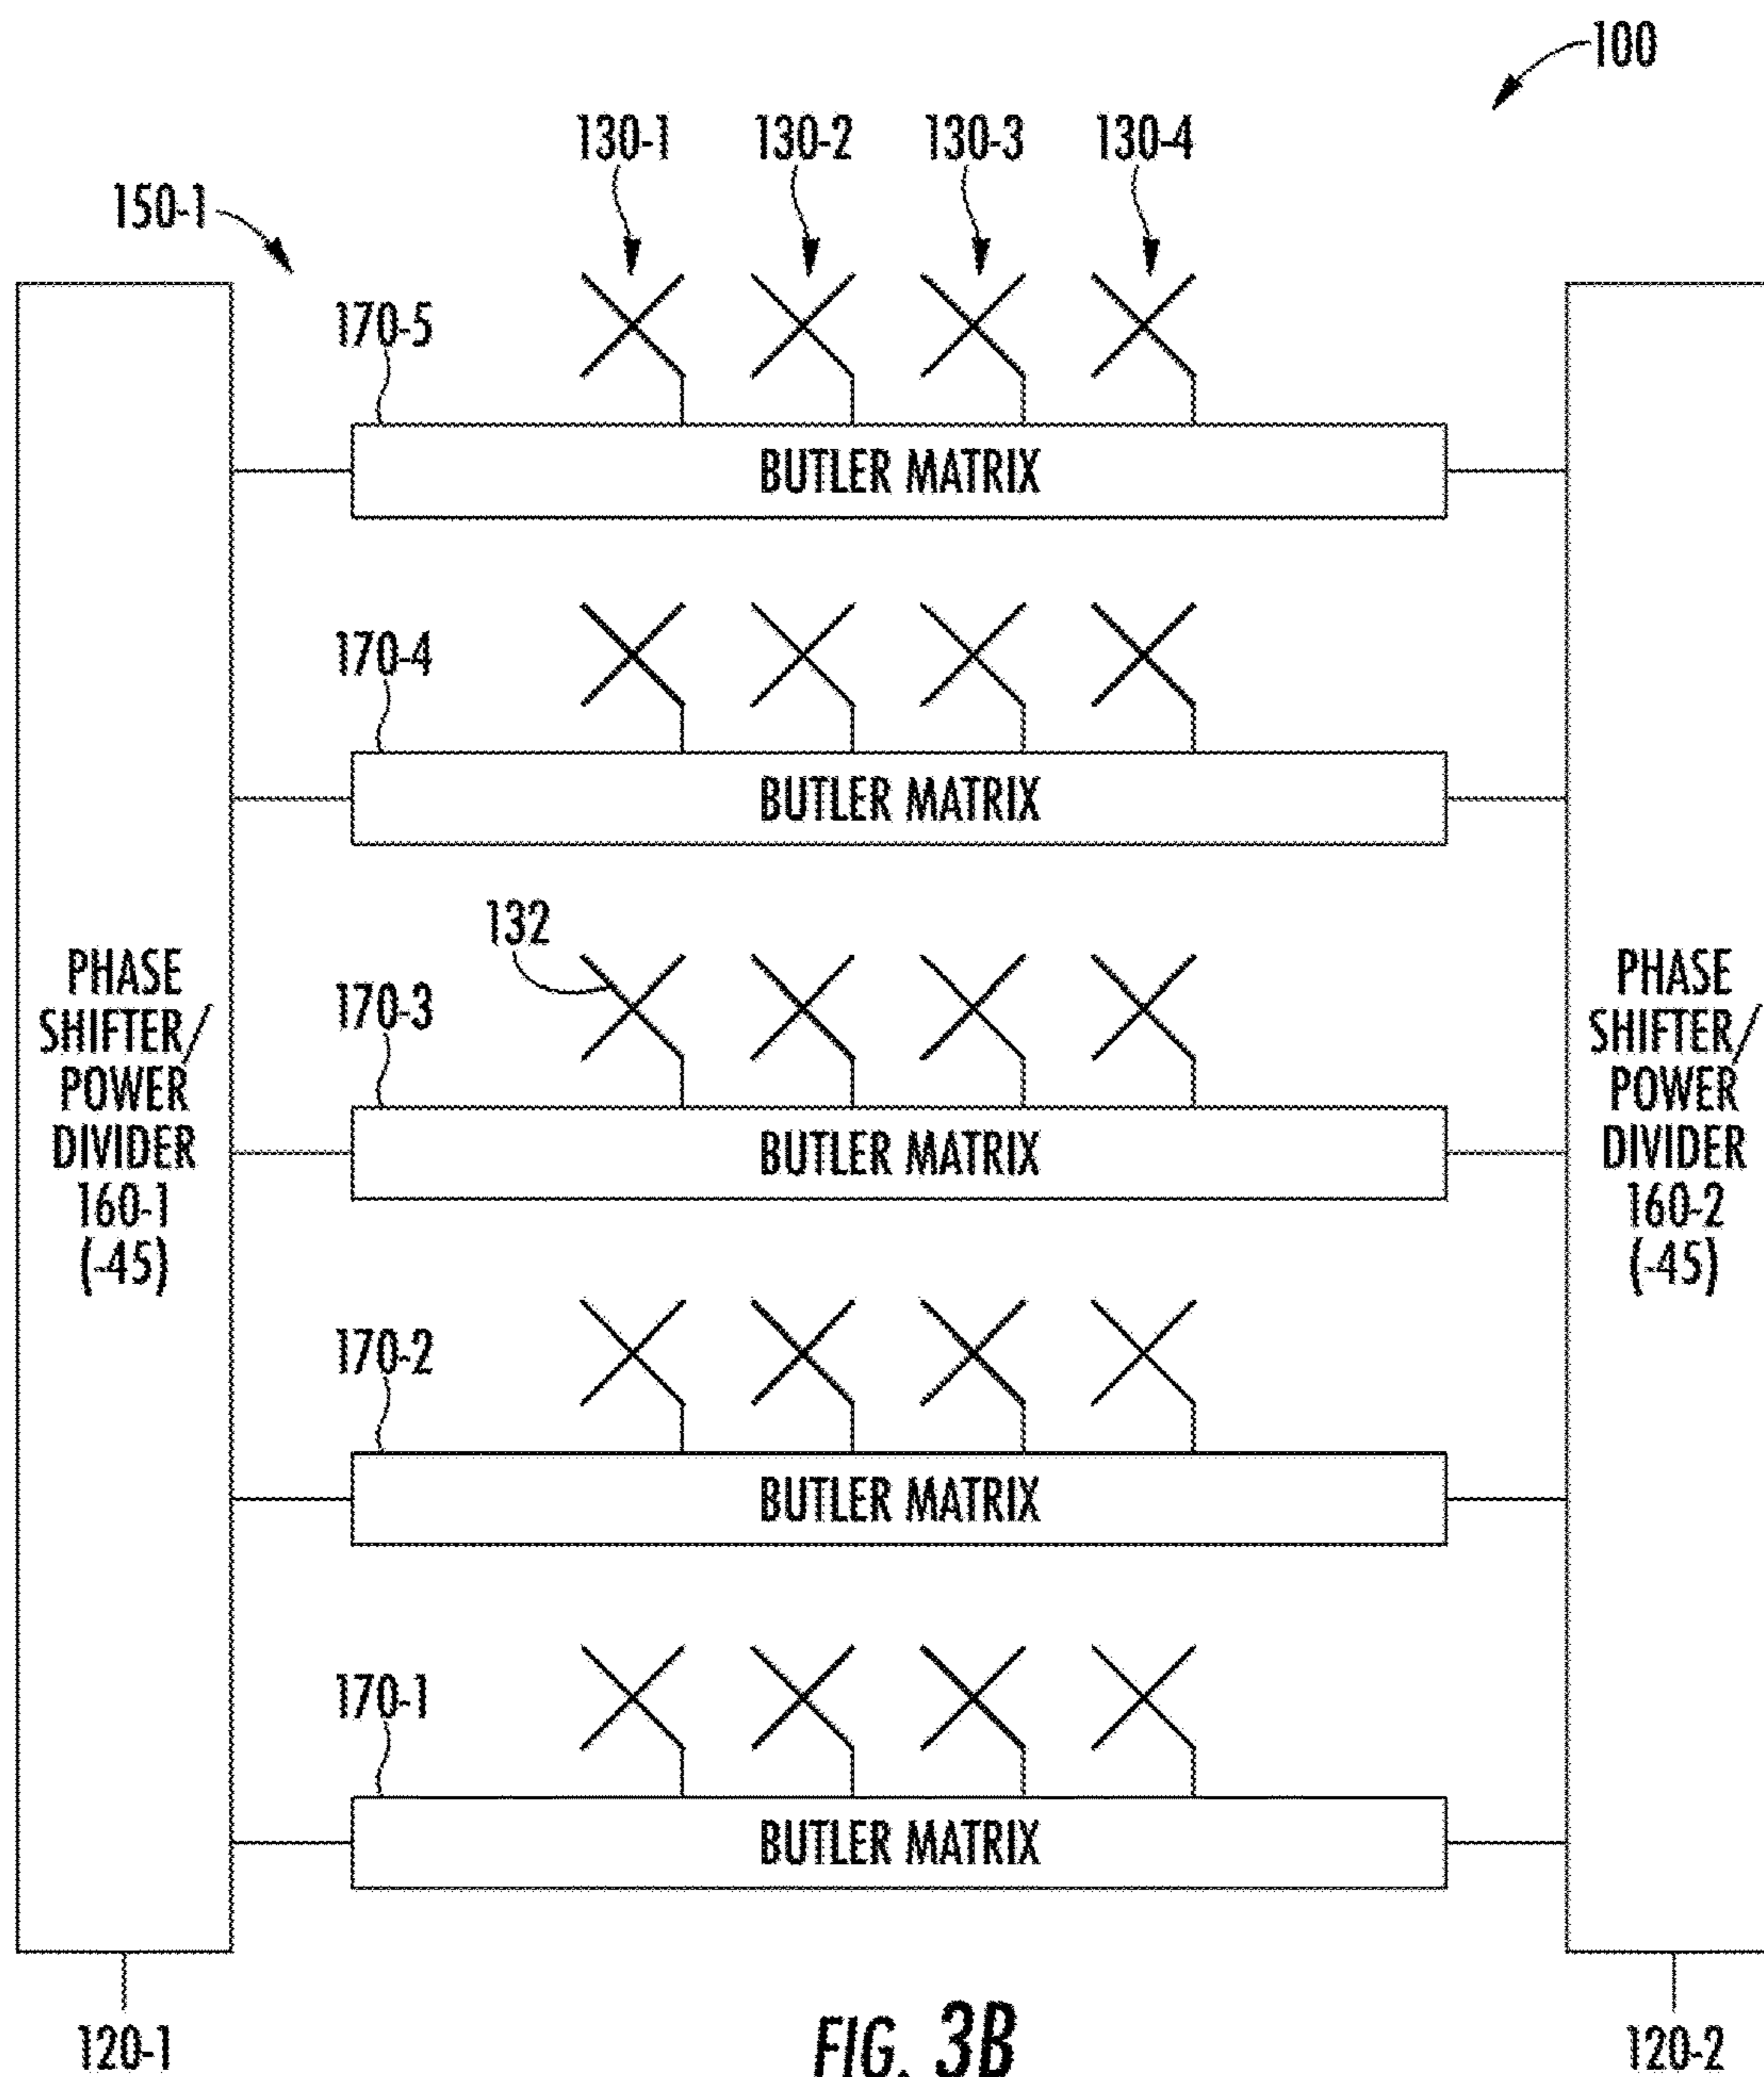 100
130-1 130-2 130-3 130-4
150-1
170-5
BUTLER MATRIX
170-4
BUTLER MATRIX
132
170-3
BUTLER MATRIX
PHASE
SHIFTER/
POWER
DIVIDER
160-1
(-45)
PHASE
SHIFTER/
POWER
DIVIDER
160-2
(-45)
170-2
BUTLER MATRIX
170-1
BUTLER MATRIX
120-1
120-2
FIG. 3B